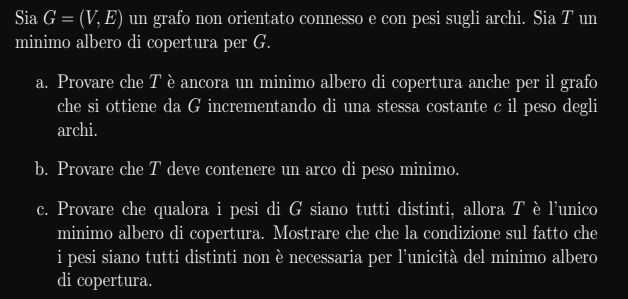 Sia G = (V, E) un grafo non orientato connesso e con pesi sugli archi. Sia T un
minimo albero di copertura per G.
a. Provare che T è ancora un minimo albero di copertura anche per il grafo
che si ottiene da G incrementando di una stessa costante c il peso degli
archi.
b. Provare che T deve contenere un arco di peso minimo.
c. Provare che qualora i pesi di G siano tutti distinti, allora T è l'unico
minimo albero di copertura. Mostrare che che la condizione sul fatto che
i pesi siano tutti distinti non è necessaria per l'unicità del minimo albero
di copertura.